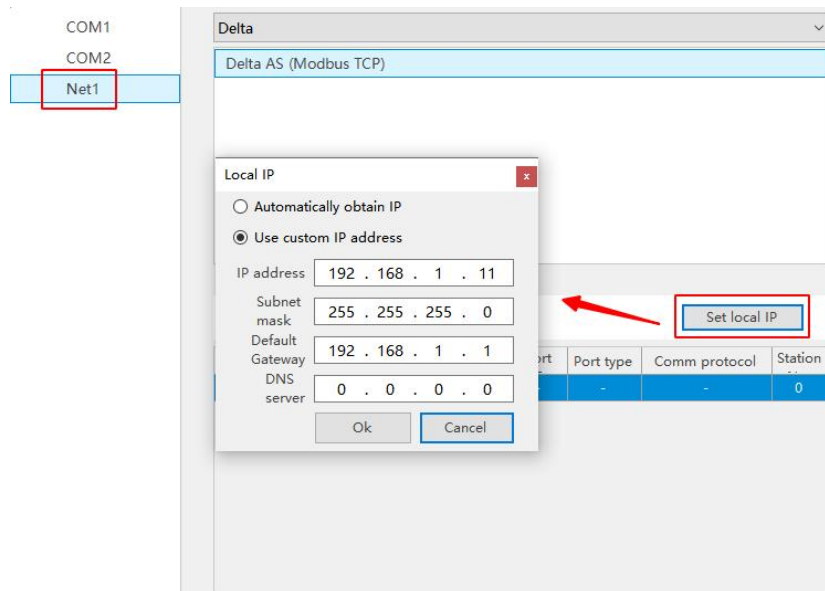 COM1
COM2
Net1
Delta
Delta AS (Modbus TCP)
Local IP
x
Automatically obtain IP
Use custom IP address
IP address 192 . 168 . 1 . 11
Subnet
mask 255 . 255 . 255 . 0
Default
Gateway 192 . 168 . 1 . 1
DNS
server 0 . 0 . 0 . 0
Ok Cancel
Set local IP
Port type Comm protocol Station
- - 0